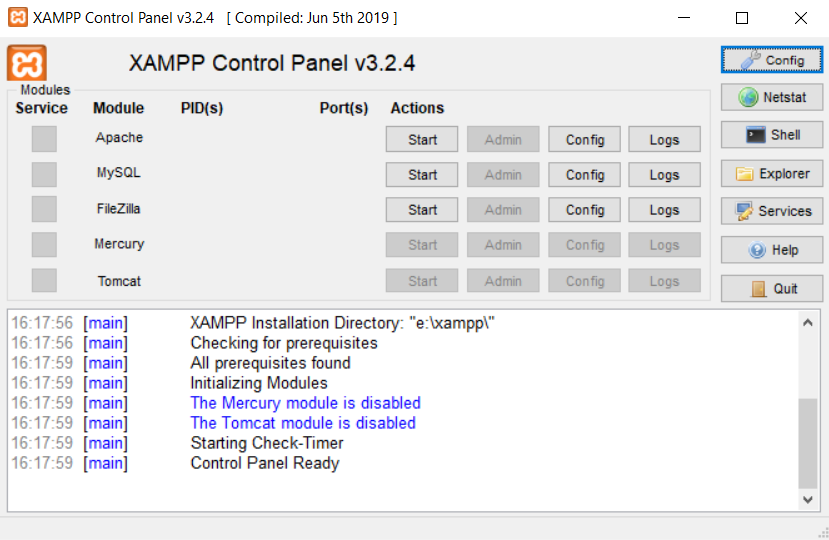 XAMPP Control Panel v3.2.4 [ Compiled: Jun 5th 2019 ]
XAMPP Control Panel v3.2.4
Config
Modules
Netstat
Service Module PID(s) Port(s) Actions
Apache Start Admin Config Logs
Shell
MySQL Start Admin Config Logs
Explorer
FileZilla Start Admin Config Logs
Services
Mercury Start Admin Config Logs
Help
Tomcat Start Admin Config Logs
Quit
16:17:56 [main] XAMPP Installation Directory: "e:\xampp\"
16:17:56 [main] Checking for prerequisites
16:17:59 [main] All prerequisites found
16:17:59 [main] Initializing Modules
16:17:59 [main] The Mercury module is disabled
16:17:59 [main] The Tomcat module is disabled
16:17:59 [main] Starting Check-Timer
16:17:59 [main] Control Panel Ready